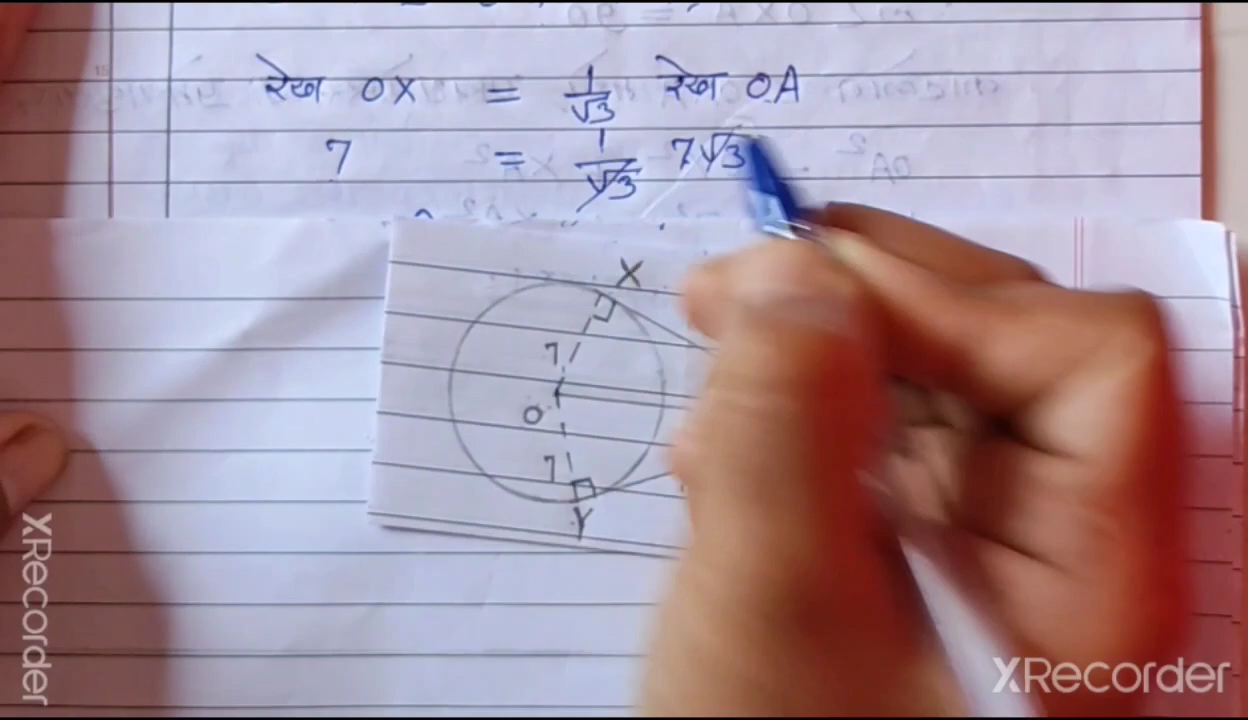 रेख OX = 1/√3 रेख OA
7 = 1/√3 7√3
X
7
O
7
Y
XRecorder
XRecorder